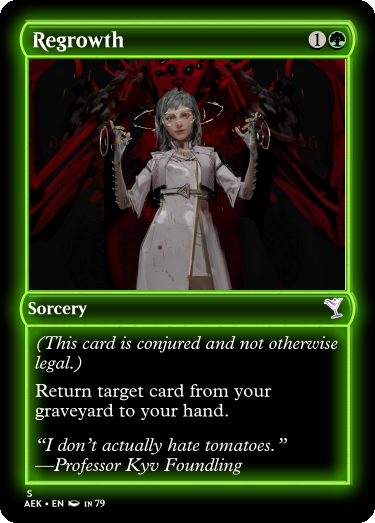 Regrowth 1
Sorcery
(This card is conjured and not otherwise
legal.)
Return target card from your
graveyard to your hand.
“I don’t actually hate tomatoes.”
—Professor Kyv Foundling
S
AEK • EN IN 79